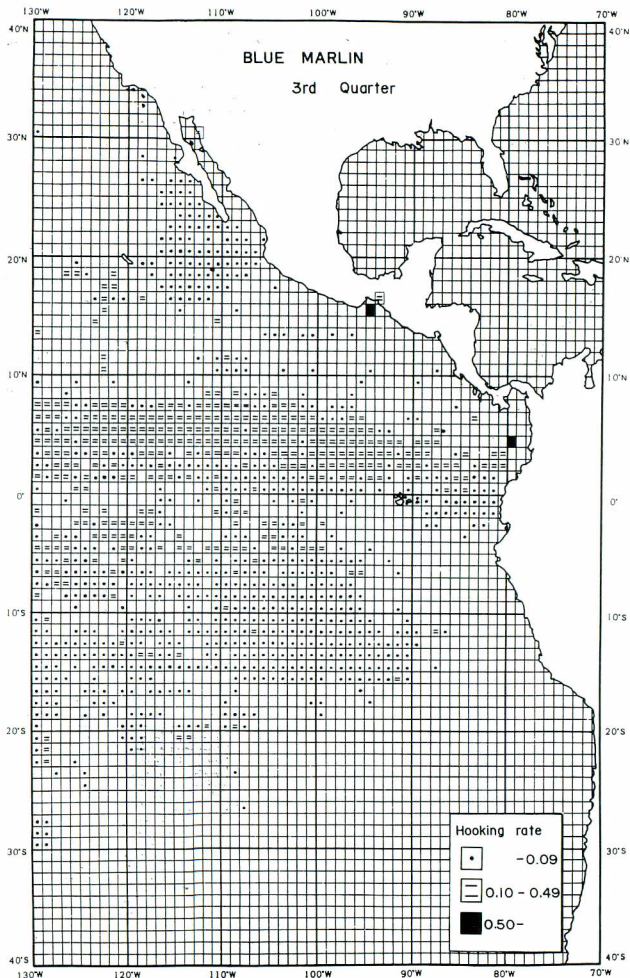 130°W 120°W 110°W 100°W 90°W 80°W 70°W
40°N 40°N
BLUE MARLIN
3rd Quarter
30°N 30°N
20°N 20°N
10°N 10°N
0° 0°
10°S 10°S
20°S 20°S
30°S 30°S
40°S 40°S
Hooking rate
-0.09
0.10 - 0.49
0.50-
130°W 120°W 110°W 100°W 90°W 80°W 70°W